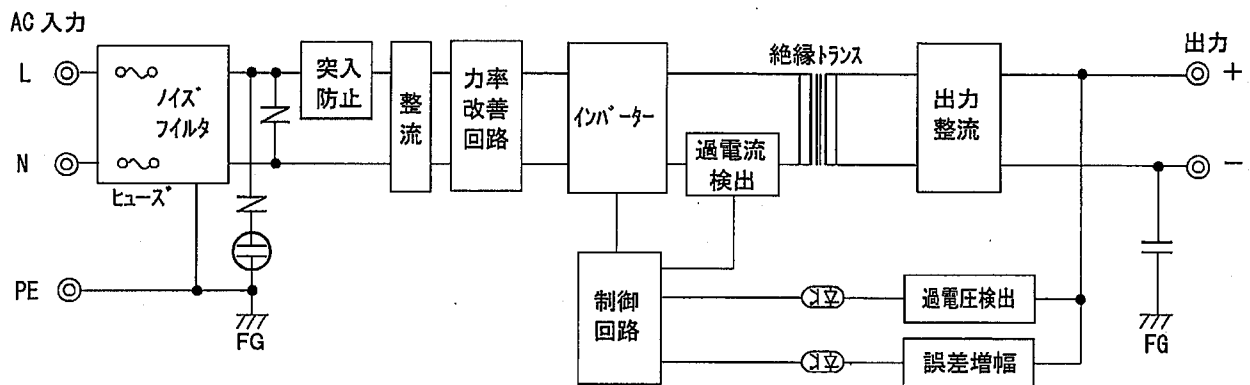 AC 入力
L
N
PE
ノイズ
フイルタ
ヒューズ
FG
突入
防止
整
流
力率
改善
回路
インバーター
過電流
検出
絶縁トランス
出力
整流
出力
+
−
制御
回路
過電圧検出
誤差増幅
FG